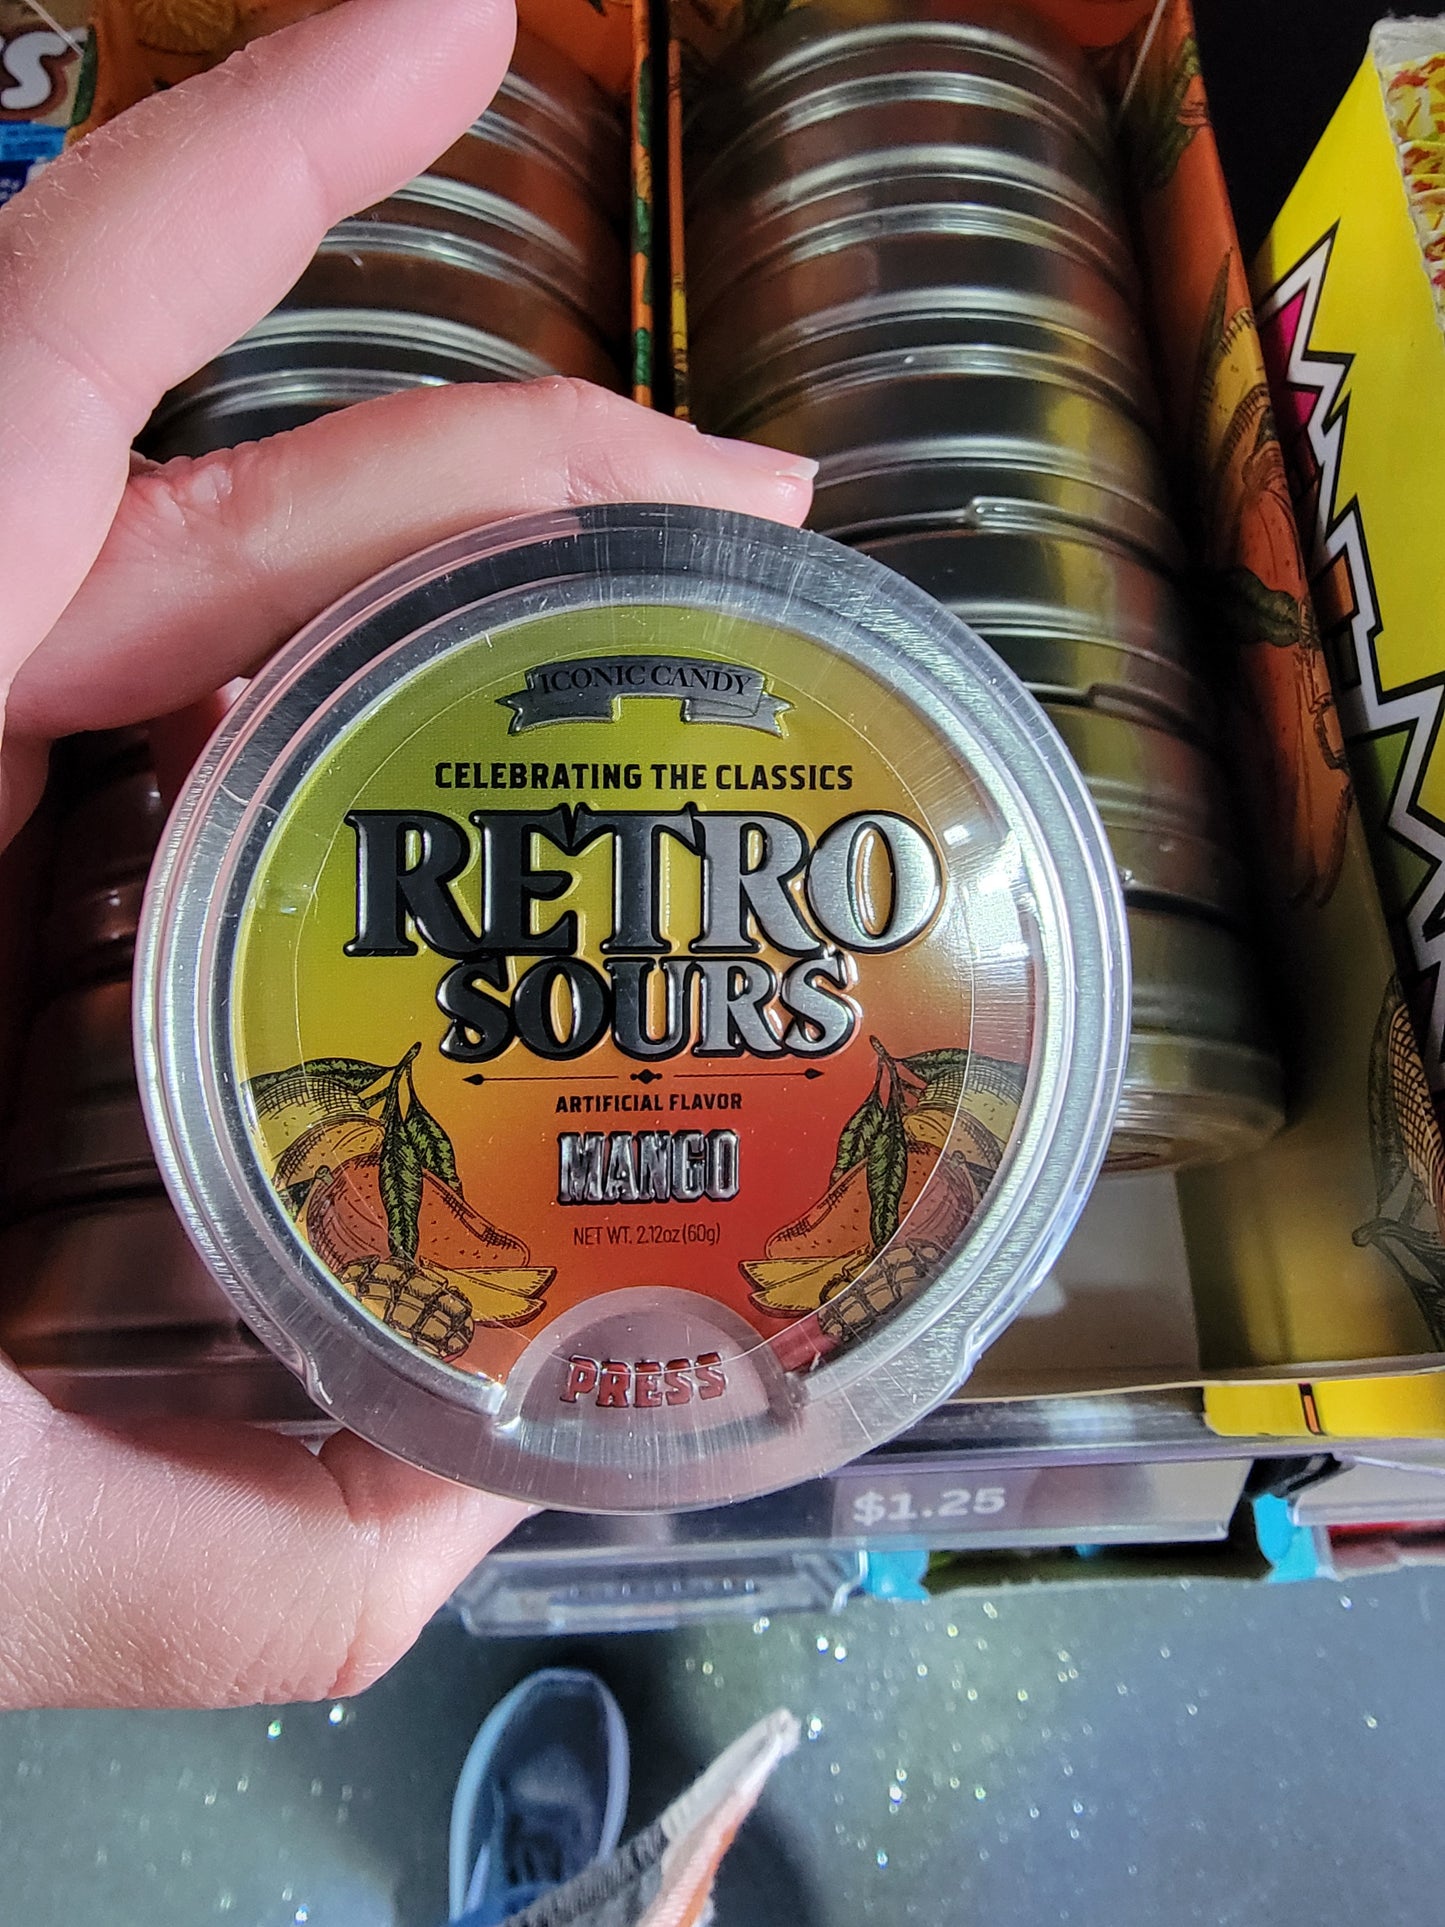 ICONIC CANDY
CELEBRATING THE CLASSICS
RETRO
SOURS
ARTIFICIAL FLAVOR
MANGO
NET WT. 2.12oz (60g)
PRESS
$1.25